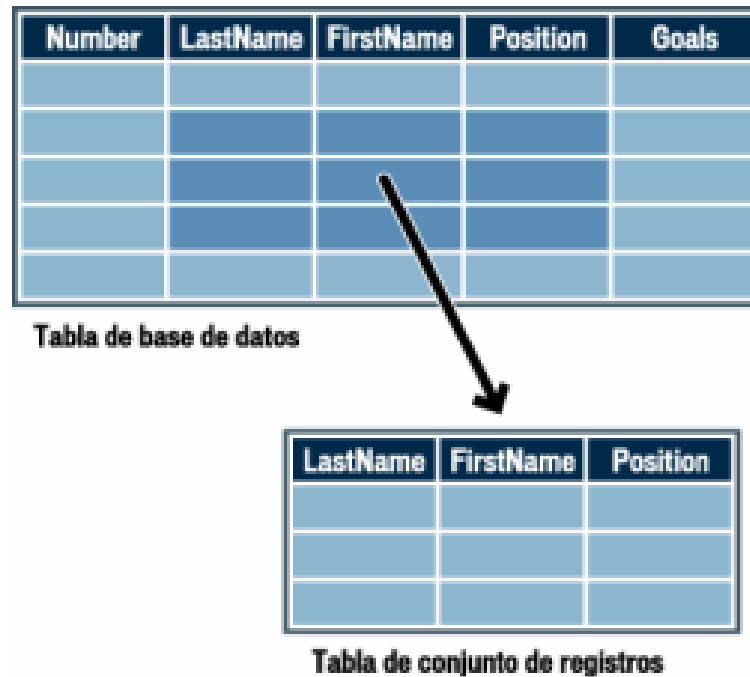 Number LastName FirstName Position Goals
Tabla de base de datos
LastName FirstName Position
Tabla de conjunto de registros